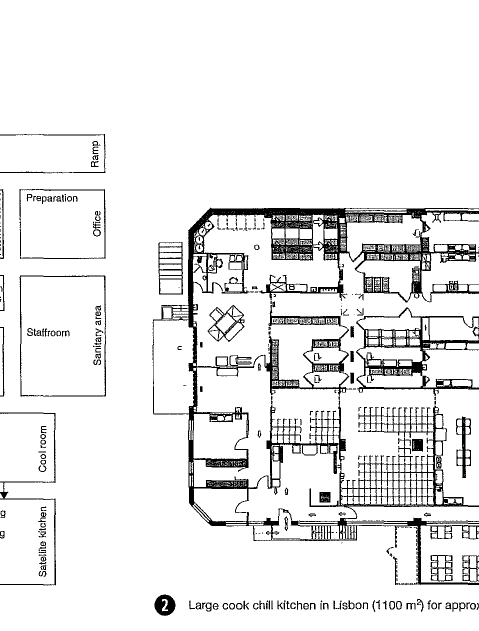 Ramp
Preparation
Office
Staffroom
Sanitary area
Cool room
Satellite kitchen
g
g
2 Large cook chill kitchen in Lisbon (1100 m²) for approx